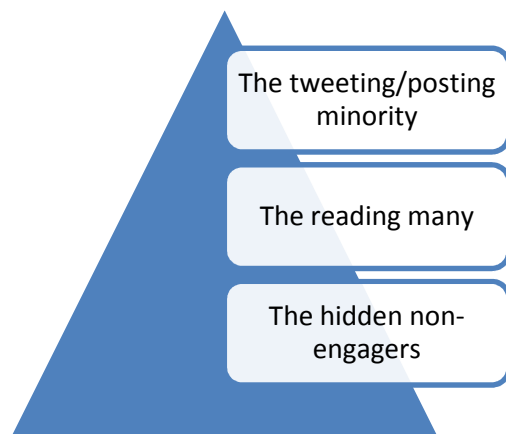 The tweeting/posting
minority
The reading many
The hidden non-
engagers